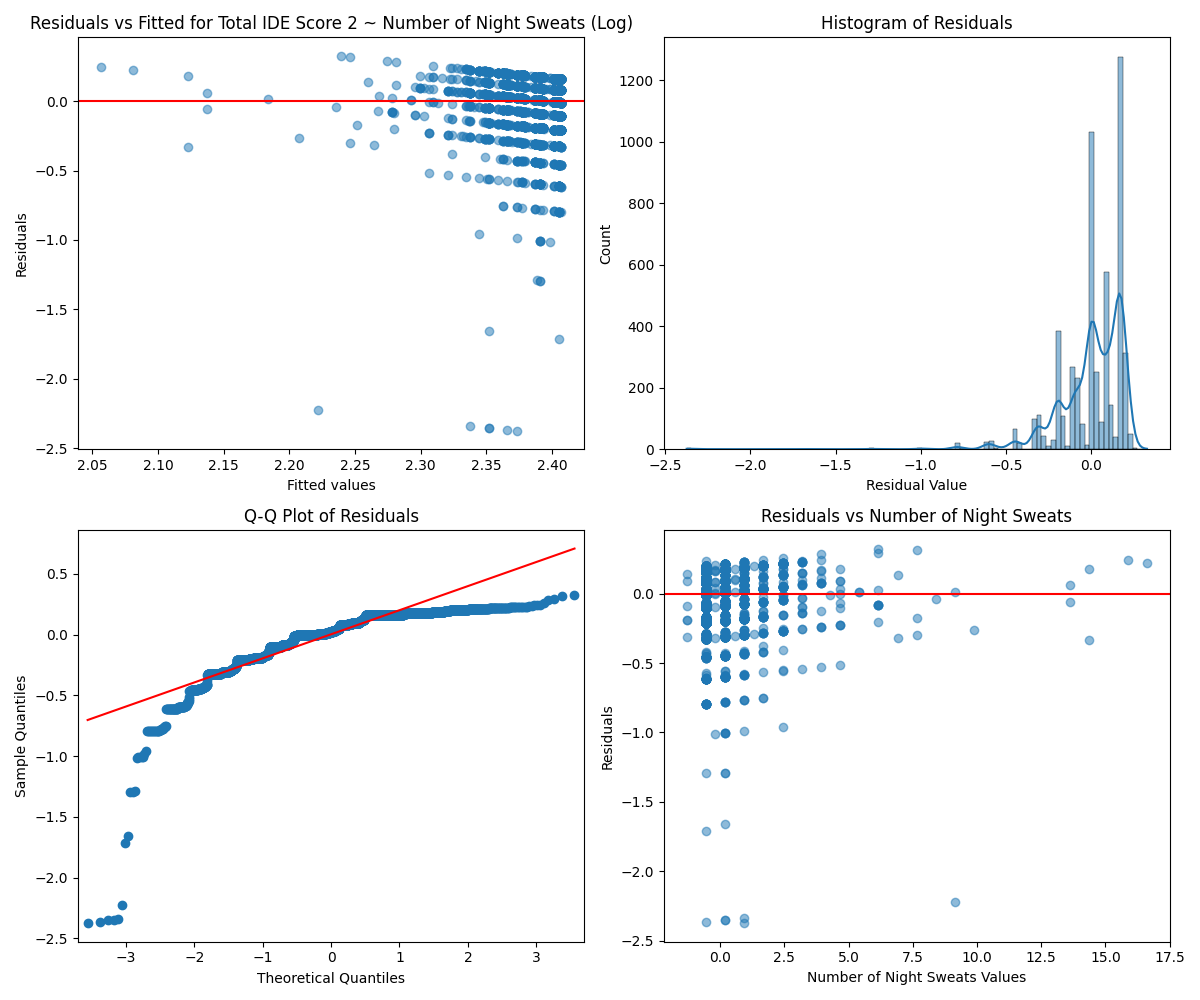 Residuals vs Fitted for Total IDE Score 2 ~ Number of Night Sweats (Log)
0.0
−0.5
−1.0
−1.5
−2.0
−2.5
Residuals
2.05 2.10 2.15 2.20 2.25 2.30 2.35 2.40
Fitted values
Histogram of Residuals
1200
1000
800
600
400
200
0
Count
−2.5 −2.0 −1.5 −1.0 −0.5 0.0
Residual Value
Q-Q Plot of Residuals
0.5
0.0
−0.5
−1.0
−1.5
−2.0
−2.5
Sample Quantiles
−3 −2 −1 0 1 2 3
Theoretical Quantiles
Residuals vs Number of Night Sweats
0.0
−0.5
−1.0
−1.5
−2.0
−2.5
Residuals
0.0 2.5 5.0 7.5 10.0 12.5 15.0 17.5
Number of Night Sweats Values